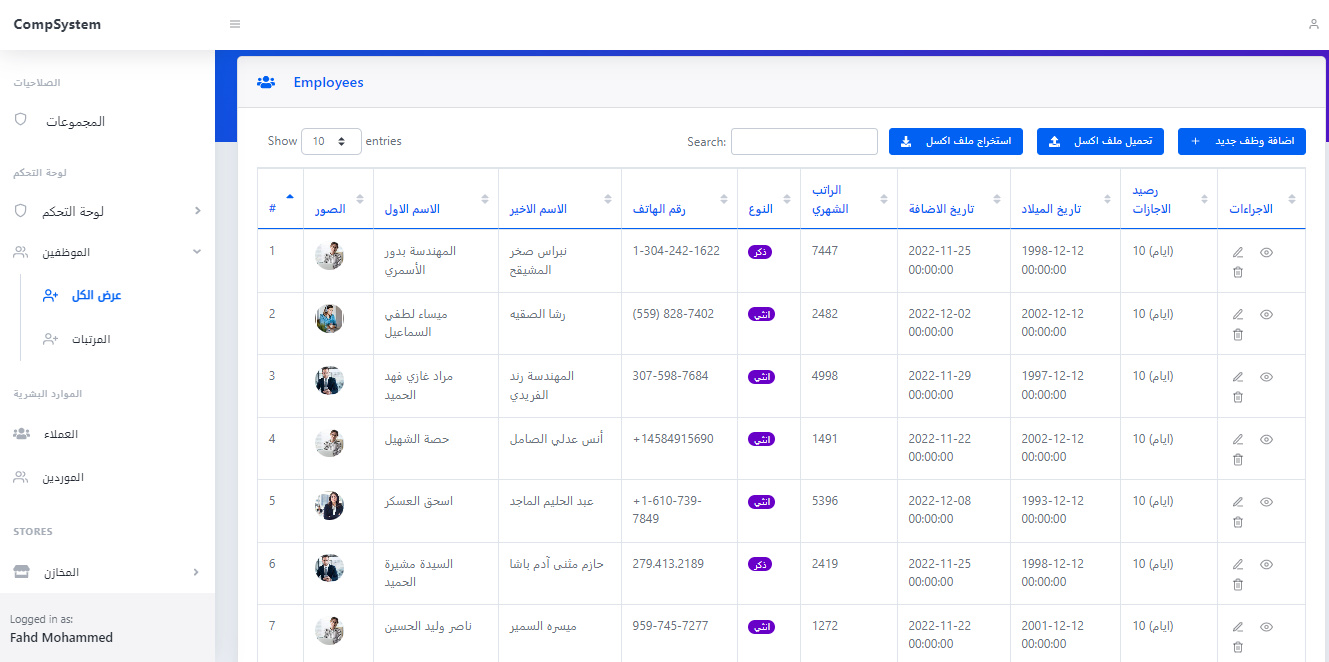 CompSystem
الصلاحيات
المجموعات
لوحة التحكم
لوحة التحكم
الموظفين
عرض الكل
المرتبات
الموارد البشرية
العملاء
الموردين
STORES
المخازن
Logged in as:
Fahd Mohammed
Employees
Show 10 entries
Search:
استخراج ملف اكسل
تحميل ملف اكسل
اضافة وظف جديد +
# الصور الاسم الاول الاسم الاخير رقم الهاتف النوع الراتب الشهري تاريخ الاضافة تاريخ الميلاد رصيد الاجازات الاجراءات
1 المهندسة بدور نبراس صخر 1-304-242-1622 ذكر 7447 2022-11-25 1998-12-12 10 (ايام)
الأسمري المشيقح 00:00:00 00:00:00
2 ميساء لطفي رشا الصقيه (559) 828-7402 انثي 2482 2022-12-02 2002-12-12 10 (ايام)
السماعيل 00:00:00 00:00:00
3 مراد غازي فهد المهندسة رند 307-598-7684 انثي 4998 2022-11-29 1997-12-12 10 (ايام)
الحميد الفريدي 00:00:00 00:00:00
4 حصة الشهيل أنس عدلي الصامل +14584915690 انثي 1491 2022-11-22 2002-12-12 10 (ايام)
00:00:00 00:00:00
5 اسحق العسكر عبد الحليم الماجد +1-610-739- انثي 5396 2022-12-08 1993-12-12 10 (ايام)
7849 00:00:00 00:00:00
6 السيدة مشيرة حازم مثنى آدم باشا 279.413.2189 ذكر 2419 2022-11-25 1998-12-12 10 (ايام)
الحميد 00:00:00 00:00:00
7 ناصر وليد الحسين ميسره السمير 959-745-7277 انثي 1272 2022-11-22 2001-12-12 10 (ايام)
00:00:00 00:00:00